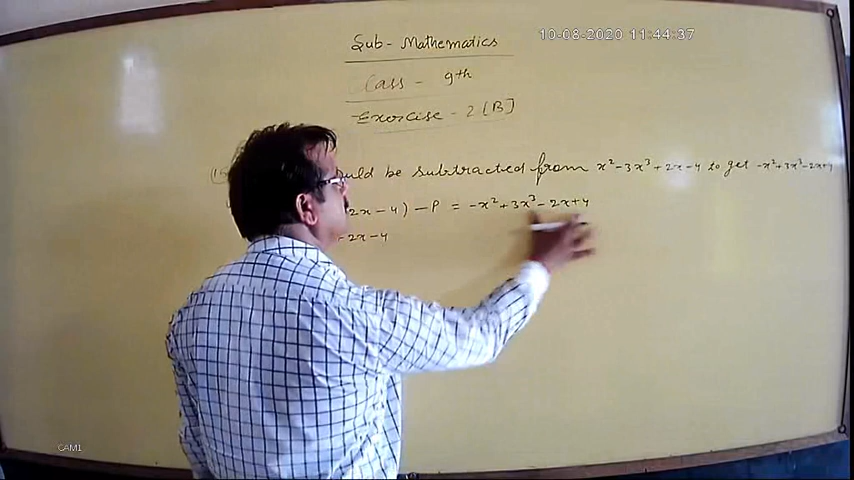 10-08-2020 11:44:37
Sub- Mathematics
Class - 9th
Exercise - 2 [B]
be subtracted from x² - 3x³ + 2x - 4 to get -x² + 3x³ - 2x + 4
2x - 4) - P = -x² + 3x³ - 2x + 4
- 2x - 4
CAM1